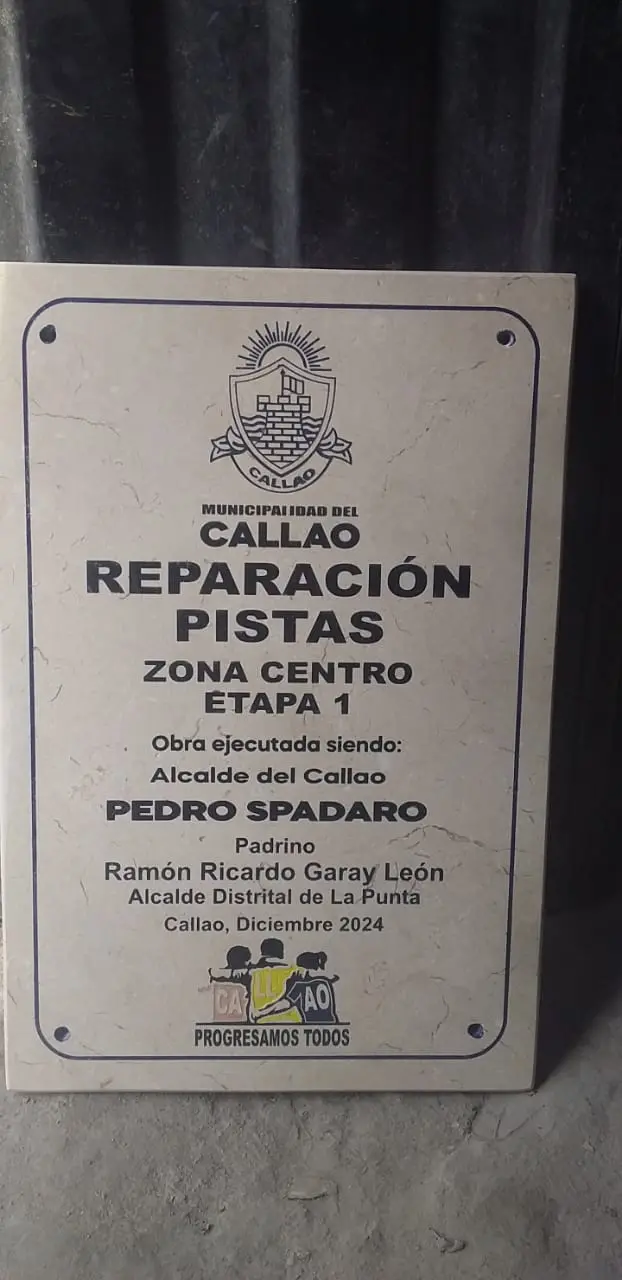 CALLAO
MUNICIPALIDAD DEL
CALLAO
REPARACIÓN
PISTAS
ZONA CENTRO
ETAPA 1
Obra ejecutada siendo:
Alcalde del Callao
PEDRO SPADARO
Padrino
Ramón Ricardo Garay León
Alcalde Distrital de La Punta
Callao, Diciembre 2024
CA LL AO
PROGRESAMOS TODOS